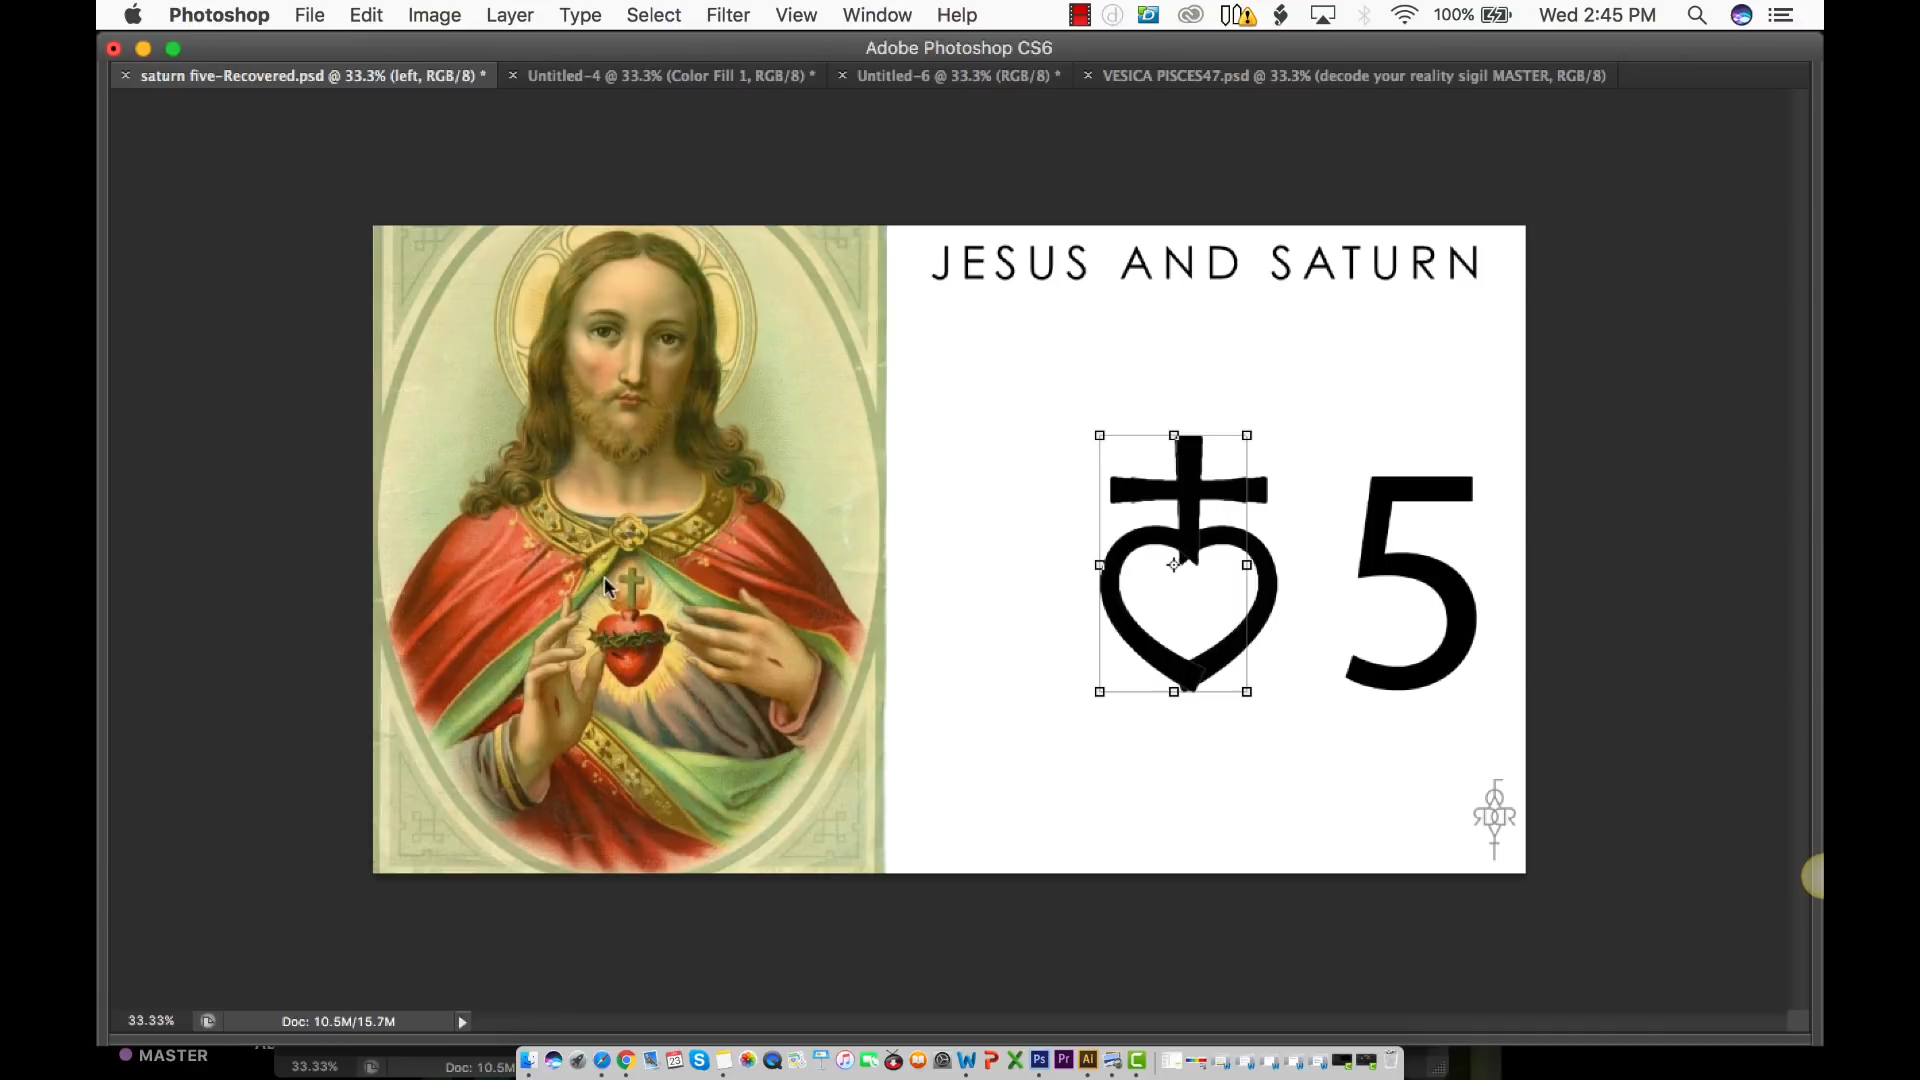 Photoshop File Edit Image Layer Type Select Filter View Window Help 100% Wed 2:45 PM
Adobe Photoshop CS6
saturn five-Recovered.psd @ 33.3% (left, RGB/8) * Untitled-4 @ 33.3% (Color Fill 1, RGB/8) * Untitled-6 @ 33.3% (RGB/8) * VESICA PISCES47.psd @ 33.3% (decode your reality sigil MASTER, RGB/8)
JESUS AND SATURN
5
33.33% Doc: 10.5M/15.7M
MASTER
33.33% Doc: 10.5M